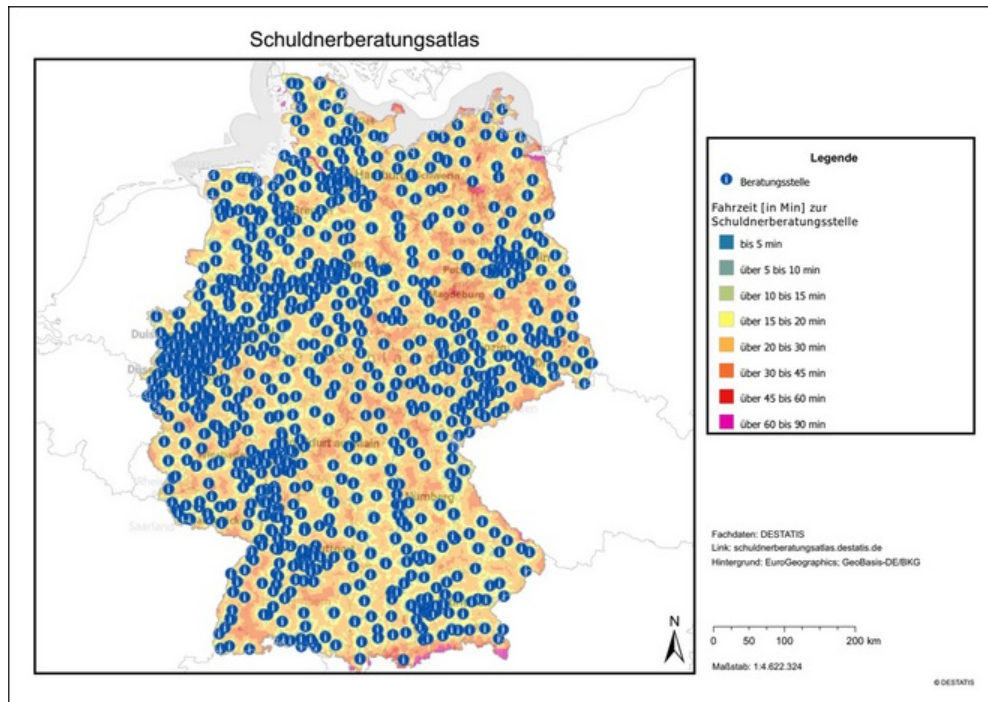 Schuldnerberatungsatlas
Hamburg
Schwerin
Bremen
Magdeburg
Nürnberg
Saarland
Legende
Beratungsstelle
Fahrzeit [in Min] zur
Schuldnerberatungsstelle
bis 5 min
über 5 bis 10 min
über 10 bis 15 min
über 15 bis 20 min
über 20 bis 30 min
über 30 bis 45 min
über 45 bis 60 min
über 60 bis 90 min
Fachdaten: DESTATIS
Link: schuldnerberatungsatlas.destatis.de
Hintergrund: EuroGeographics; GeoBasis-DE/BKG
N
0 50 100 200 km
Maßstab: 1:4.622.324
© DESTATIS